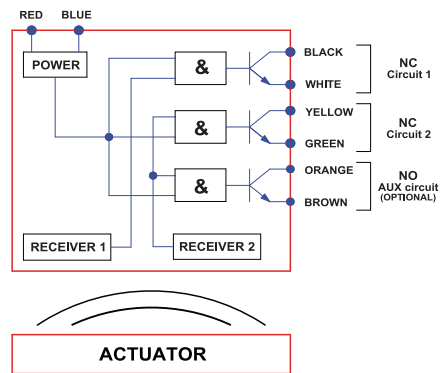 RED BLUE
POWER
& BLACK
WHITE
NC
Circuit 1
& YELLOW
GREEN
NC
Circuit 2
& ORANGE
BROWN
NO
AUX circuit
(OPTIONAL)
RECEIVER 1 RECEIVER 2
ACTUATOR